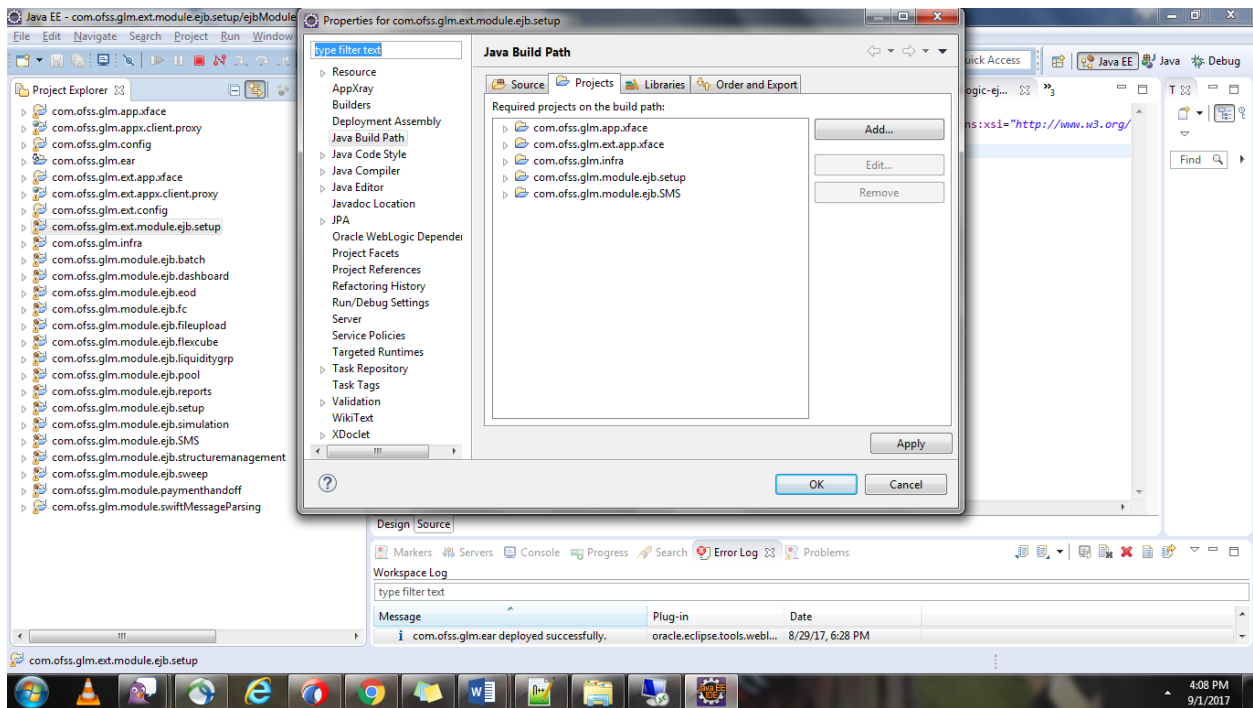 Java EE - com.ofss.glm.ext.module.ejb.setup/ejbModule
File Edit Navigate Search Project Run Window
Quick Access
Java EE
Java
Debug
Project Explorer
com.ofss.glm.app.xface
com.ofss.glm.appx.client.proxy
com.ofss.glm.config
com.ofss.glm.ear
com.ofss.glm.ext.app.xface
com.ofss.glm.ext.appx.client.proxy
com.ofss.glm.ext.config
com.ofss.glm.ext.module.ejb.setup
com.ofss.glm.infra
com.ofss.glm.module.ejb.batch
com.ofss.glm.module.ejb.dashboard
com.ofss.glm.module.ejb.eod
com.ofss.glm.module.ejb.fc
com.ofss.glm.module.ejb.fileupload
com.ofss.glm.module.ejb.flexcube
com.ofss.glm.module.ejb.liquiditygrp
com.ofss.glm.module.ejb.pool
com.ofss.glm.module.ejb.reports
com.ofss.glm.module.ejb.setup
com.ofss.glm.module.ejb.simulation
com.ofss.glm.module.ejb.SMS
com.ofss.glm.module.ejb.structuremanagement
com.ofss.glm.module.ejb.sweep
com.ofss.glm.module.paymenthandoff
com.ofss.glm.module.swiftMessageParsing
Properties for com.ofss.glm.ext.module.ejb.setup
type filter text
Resource
AppXray
Builders
Deployment Assembly
Java Build Path
Java Code Style
Java Compiler
Java Editor
Javadoc Location
JPA
Oracle WebLogic Depende
Project Facets
Project References
Refactoring History
Run/Debug Settings
Server
Service Policies
Targeted Runtimes
Task Repository
Task Tags
Validation
WikiText
XDoclet
Java Build Path
Source
Projects
Libraries
Order and Export
Required projects on the build path:
com.ofss.glm.app.xface
com.ofss.glm.ext.app.xface
com.ofss.glm.infra
com.ofss.glm.module.ejb.setup
com.ofss.glm.module.ejb.SMS
Add...
Edit...
Remove
Apply
OK
Cancel
ogic-ej...
»3
ns:xsi="http://www.w3.org/
T
Find
Design Source
Markers Servers Console Progress Search Error Log Problems
Workspace Log
type filter text
Message Plug-in Date
com.ofss.glm.ear deployed successfully. oracle.eclipse.tools.webl... 8/29/17, 6:28 PM
com.ofss.glm.ext.module.ejb.setup
4:08 PM
9/1/2017